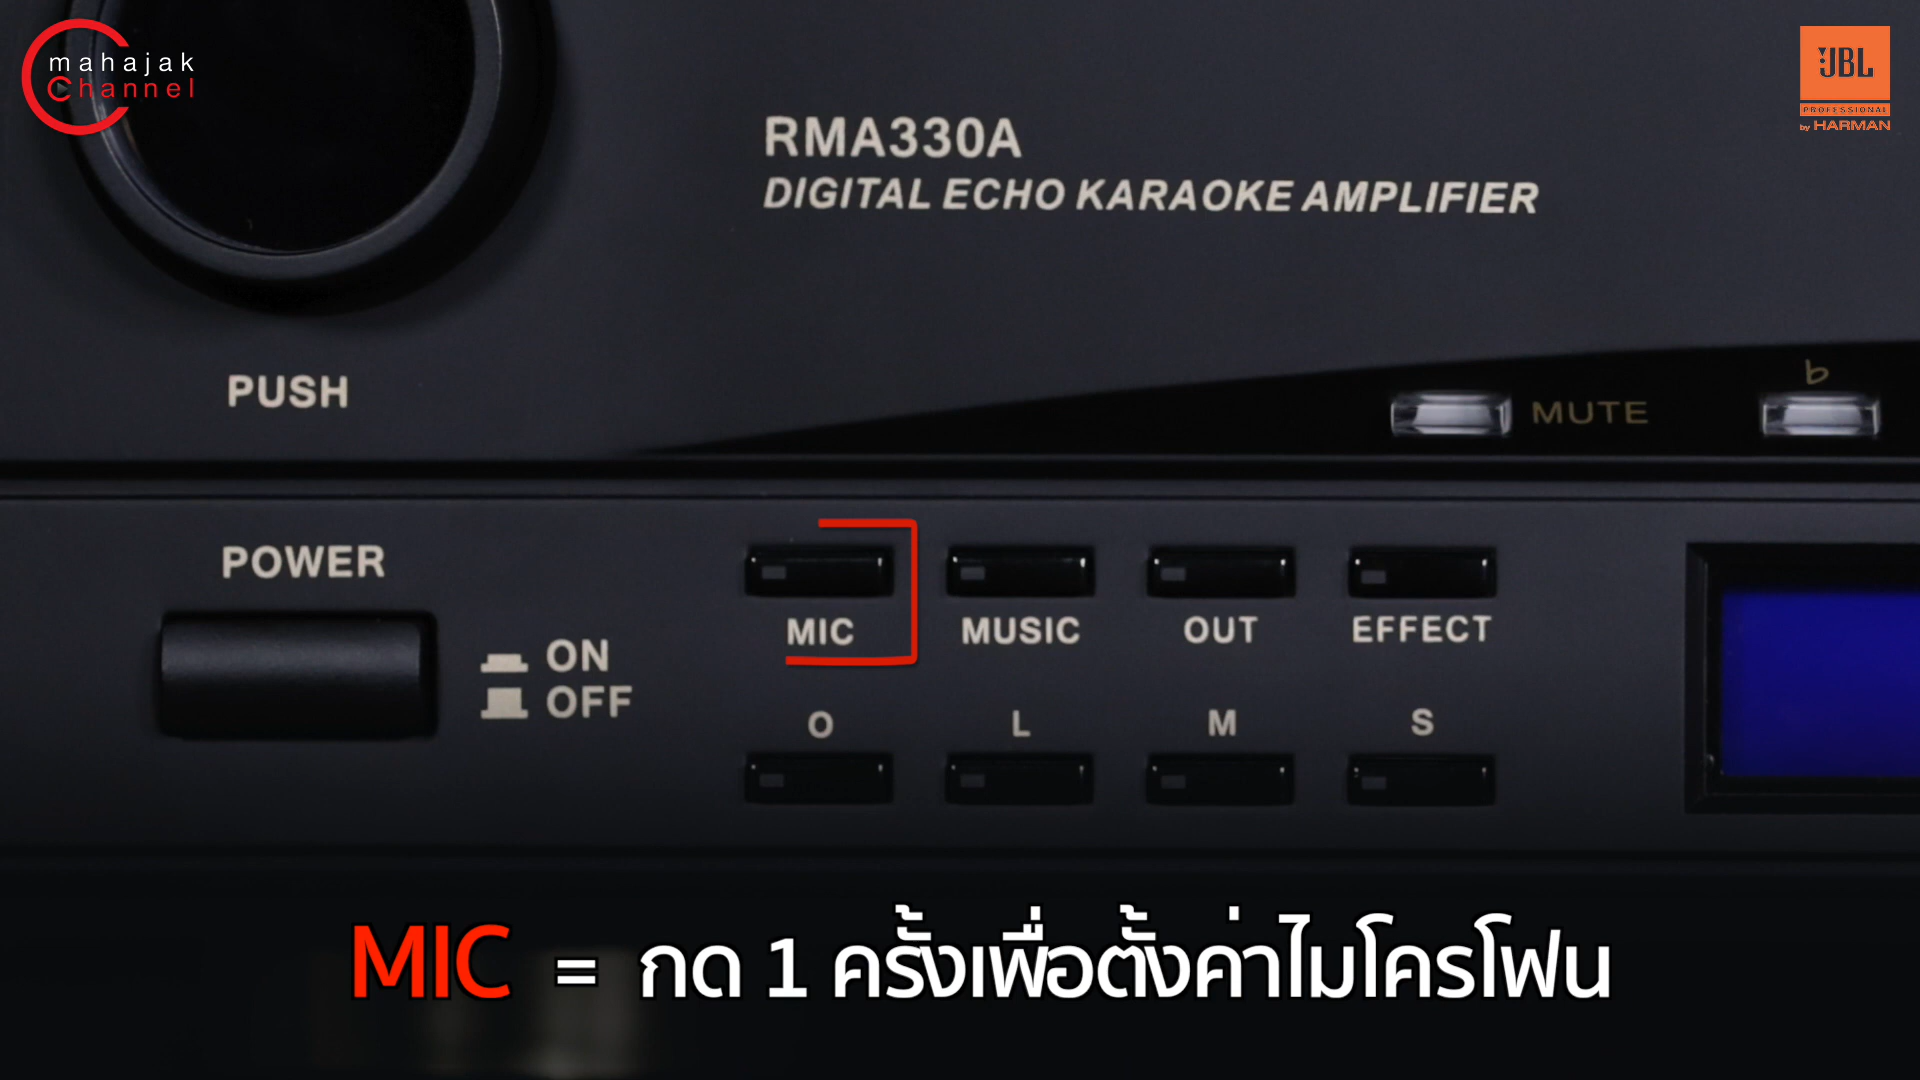 mahajak
Channel
JBL
PROFESSIONAL
by HARMAN
RMA330A
DIGITAL ECHO KARAOKE AMPLIFIER
PUSH
MUTE
♭
POWER
ON
OFF
MIC MUSIC OUT EFFECT
O L M S
MIC = กด 1 ครั้งเพื่อตั้งค่าไมโครโฟน